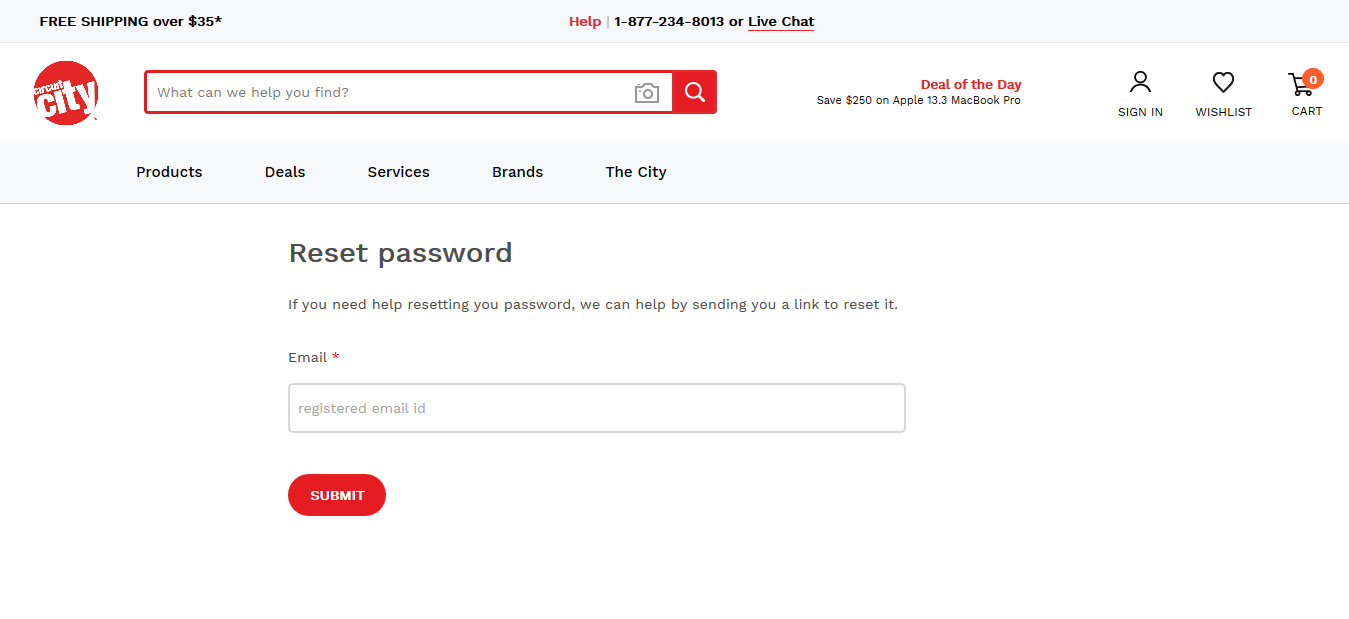 FREE SHIPPING over $35*
Help | 1-877-234-8013 or Live Chat
circuit
city
What can we help you find?
Deal of the Day
Save $250 on Apple 13.3 MacBook Pro
SIGN IN
WISHLIST
0
CART
Products Deals Services Brands The City
Reset password
If you need help resetting you password, we can help by sending you a link to reset it.
Email *
registered email id
SUBMIT